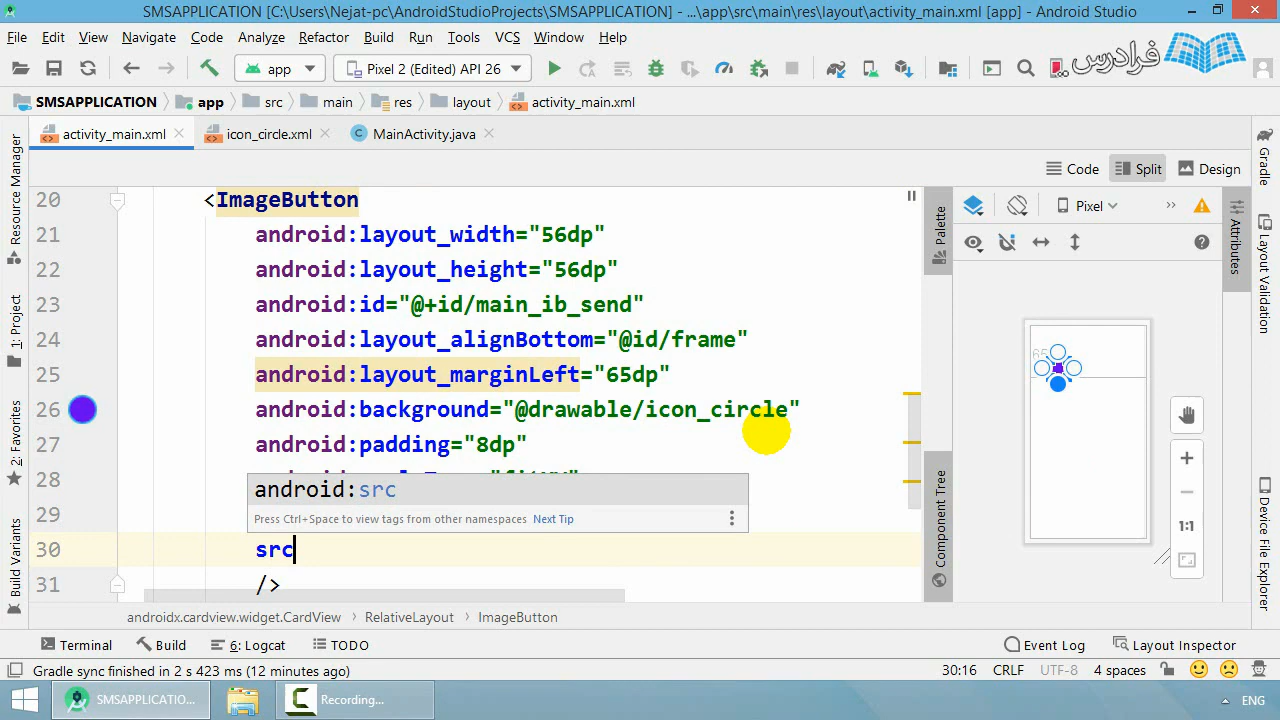 SMSAPPLICATION [C:\Users\Nejat-pc\AndroidStudioProjects\SMSAPPLICATION] - ...\app\src\main\res\layout\activity_main.xml [app] - Android Studio
File Edit View Navigate Code Analyze Refactor Build Run Tools VCS Window Help
app Pixel 2 (Edited) API 26
فرادرس
SMSAPPLICATION app src main res layout activity_main.xml
activity_main.xml icon_circle.xml MainActivity.java
Code Split Design
20 <ImageButton
21 android:layout_width="56dp"
22 android:layout_height="56dp"
23 android:id="@+id/main_ib_send"
24 android:layout_alignBottom="@id/frame"
25 android:layout_marginLeft="65dp"
26 android:background="@drawable/icon_circle"
27 android:padding="8dp"
28
android:src
29
Press Ctrl+Space to view tags from other namespaces Next Tip
30 src
31 />
Resource Manager
1: Project
2: Favorites
Build Variants
Palette
Component Tree
Pixel
65
1:1
Attributes
Gradle
Layout Validation
Device File Explorer
androidx.cardview.widget.CardView RelativeLayout ImageButton
Terminal Build 6: Logcat TODO Event Log Layout Inspector
Gradle sync finished in 2 s 423 ms (12 minutes ago) 30:16 CRLF UTF-8 4 spaces
SMSAPPLICATIO... Recording... ENG